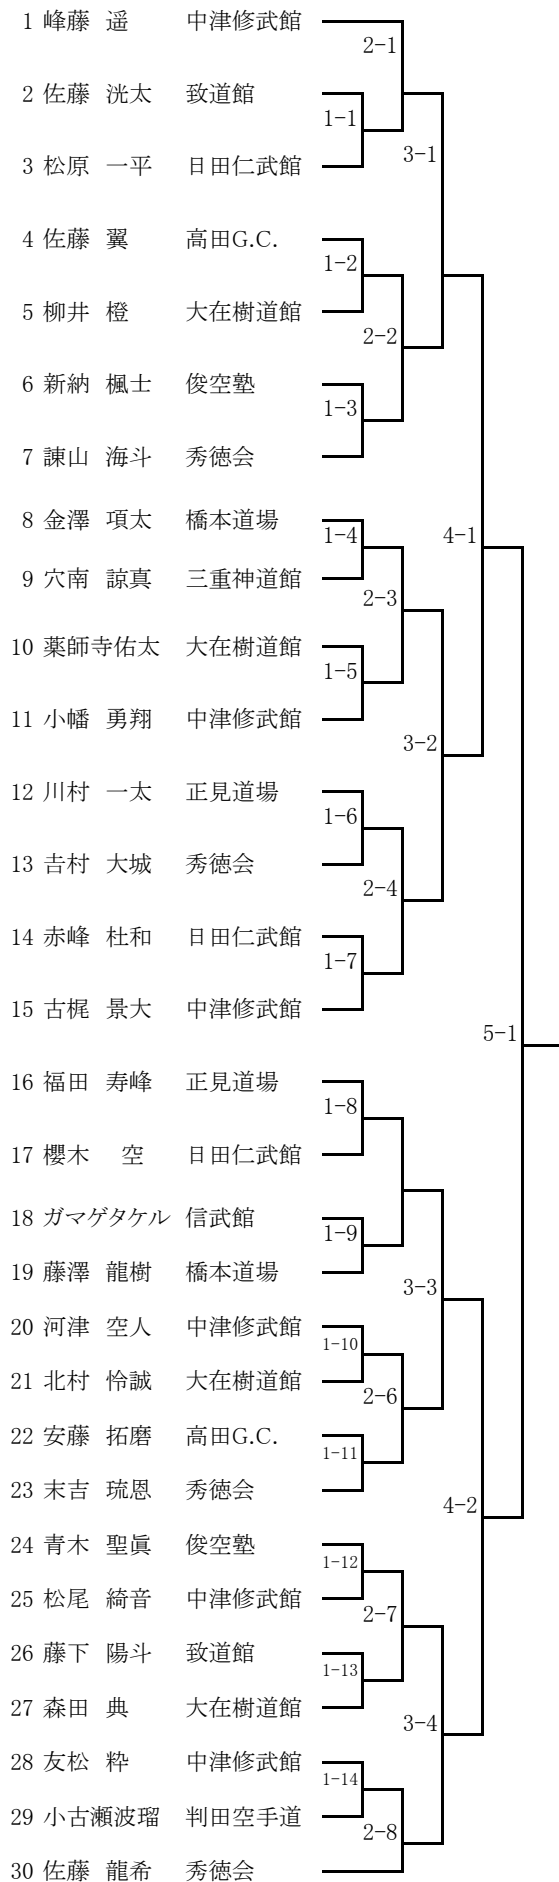 1 峰藤 遥 中津修武館
2-1
2 佐藤 洸太 致道館
1-1
3-1
3 松原 一平 日田仁武館
4 佐藤 翼 高田G.C.
1-2
5 柳井 橙 大在樹道館
2-2
6 新納 楓士 俊空塾
1-3
7 諌山 海斗 秀徳会
8 金澤 項太 橋本道場
1-4 4-1
9 穴南 諒真 三重神道館
2-3
10 薬師寺佑太 大在樹道館
1-5
11 小幡 勇翔 中津修武館
3-2
12 川村 一太 正見道場
1-6
13 吉村 大城 秀徳会
2-4
14 赤峰 杜和 日田仁武館
1-7
15 古梶 景大 中津修武館
5-1
16 福田 寿峰 正見道場
1-8
17 櫻木 空 日田仁武館
18 ガマゲタケル 信武館
1-9
19 藤澤 龍樹 橋本道場
3-3
20 河津 空人 中津修武館
1-10
21 北村 怜誠 大在樹道館
2-6
22 安藤 拓磨 高田G.C.
1-11
23 末吉 琉恩 秀徳会
4-2
24 青木 聖眞 俊空塾
1-12
25 松尾 綺音 中津修武館
2-7
26 藤下 陽斗 致道館
1-13
27 森田 典 大在樹道館
3-4
28 友松 粋 中津修武館
1-14
29 小古瀬波瑠 判田空手道
2-8
30 佐藤 龍希 秀徳会